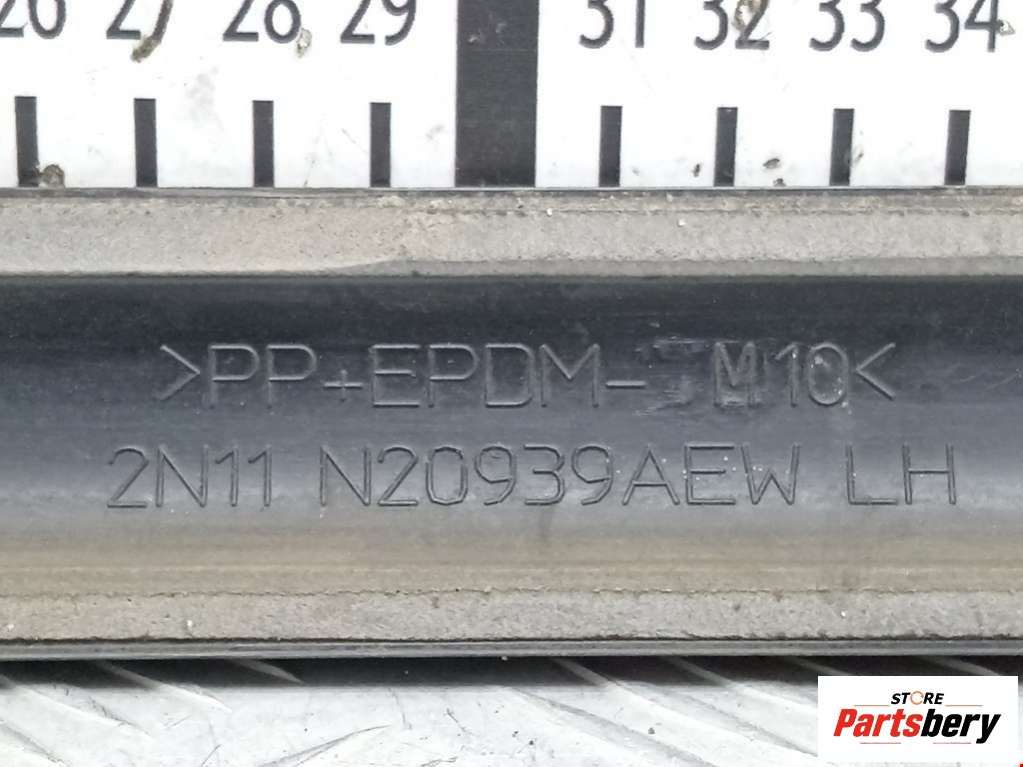 26 27 28 29 31 32 33 34
>PP+EPDM- M10<
2N11 N20939AEW LH
STORE
Partsbery